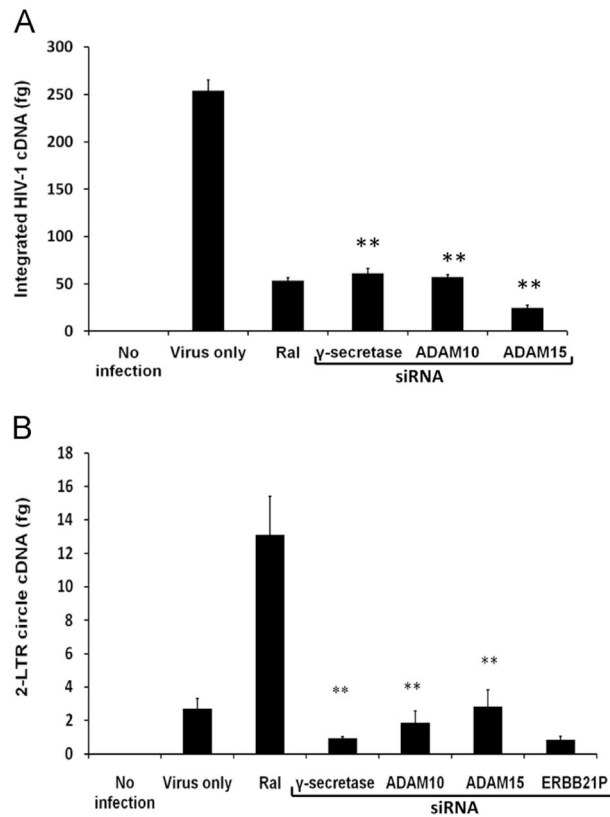 A
Integrated HIV-1 cDNA (fg)
300
250
200
150
100
50
0
** ** **
No infection
Virus only
Ral
γ-secretase
ADAM10
ADAM15
siRNA
B
2-LTR circle cDNA (fg)
18
16
14
12
10
8
6
4
2
0
** ** **
No infection
Virus only
Ral
γ-secretase
ADAM10
ADAM15
ERBB21P
siRNA